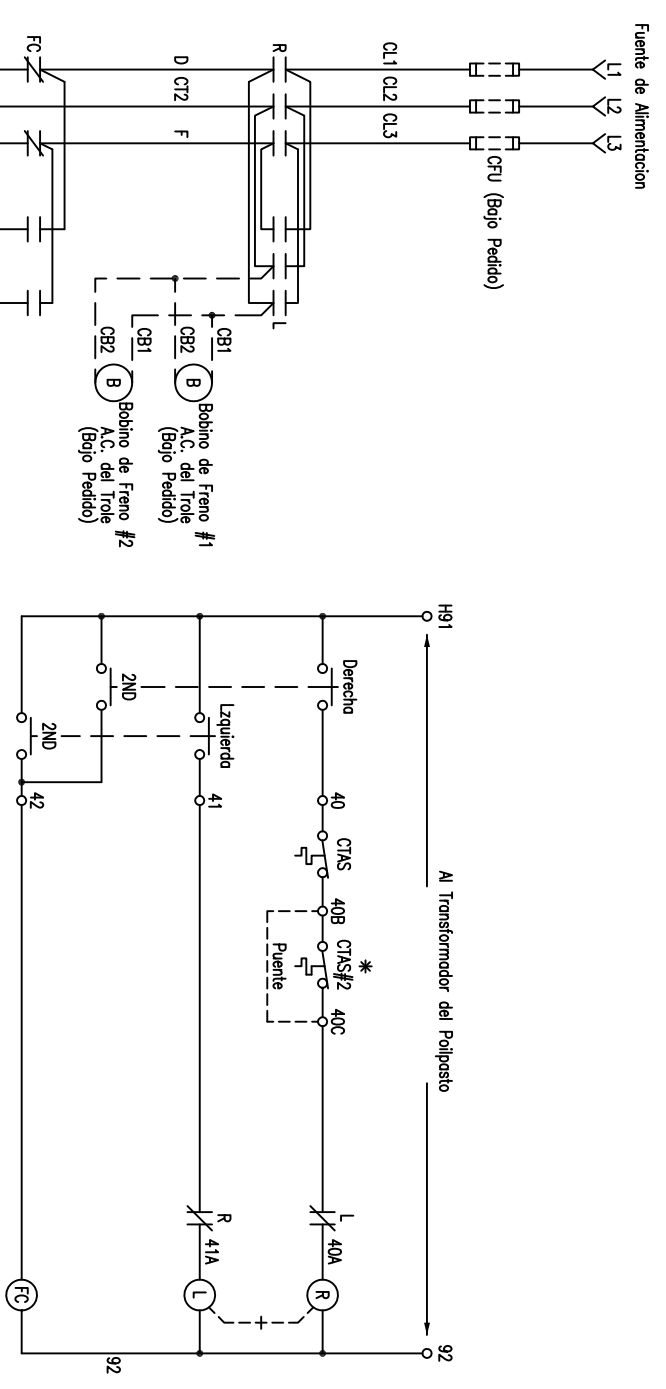 Fuente de Alimentacion
L1
L2
L3
CFU (Bajo Pedido)
CL1
CL2
CL3
R
L
D
CT2
F
FC
CB1
CB2
B
Bobino de Freno #1
A.C. del Trole
(Bajo Pedido)
CB1
CB2
B
Bobino de Freno #2
A.C. del Trole
(Bajo Pedido)
H91
Al Transformador del Poilpasto
92
Derecha
40
CTAS
40B
*
CTAS#2
40C
Puente
L
40A
R
Lzquierda
41
R
41A
L
2ND
2ND
42
FC
92